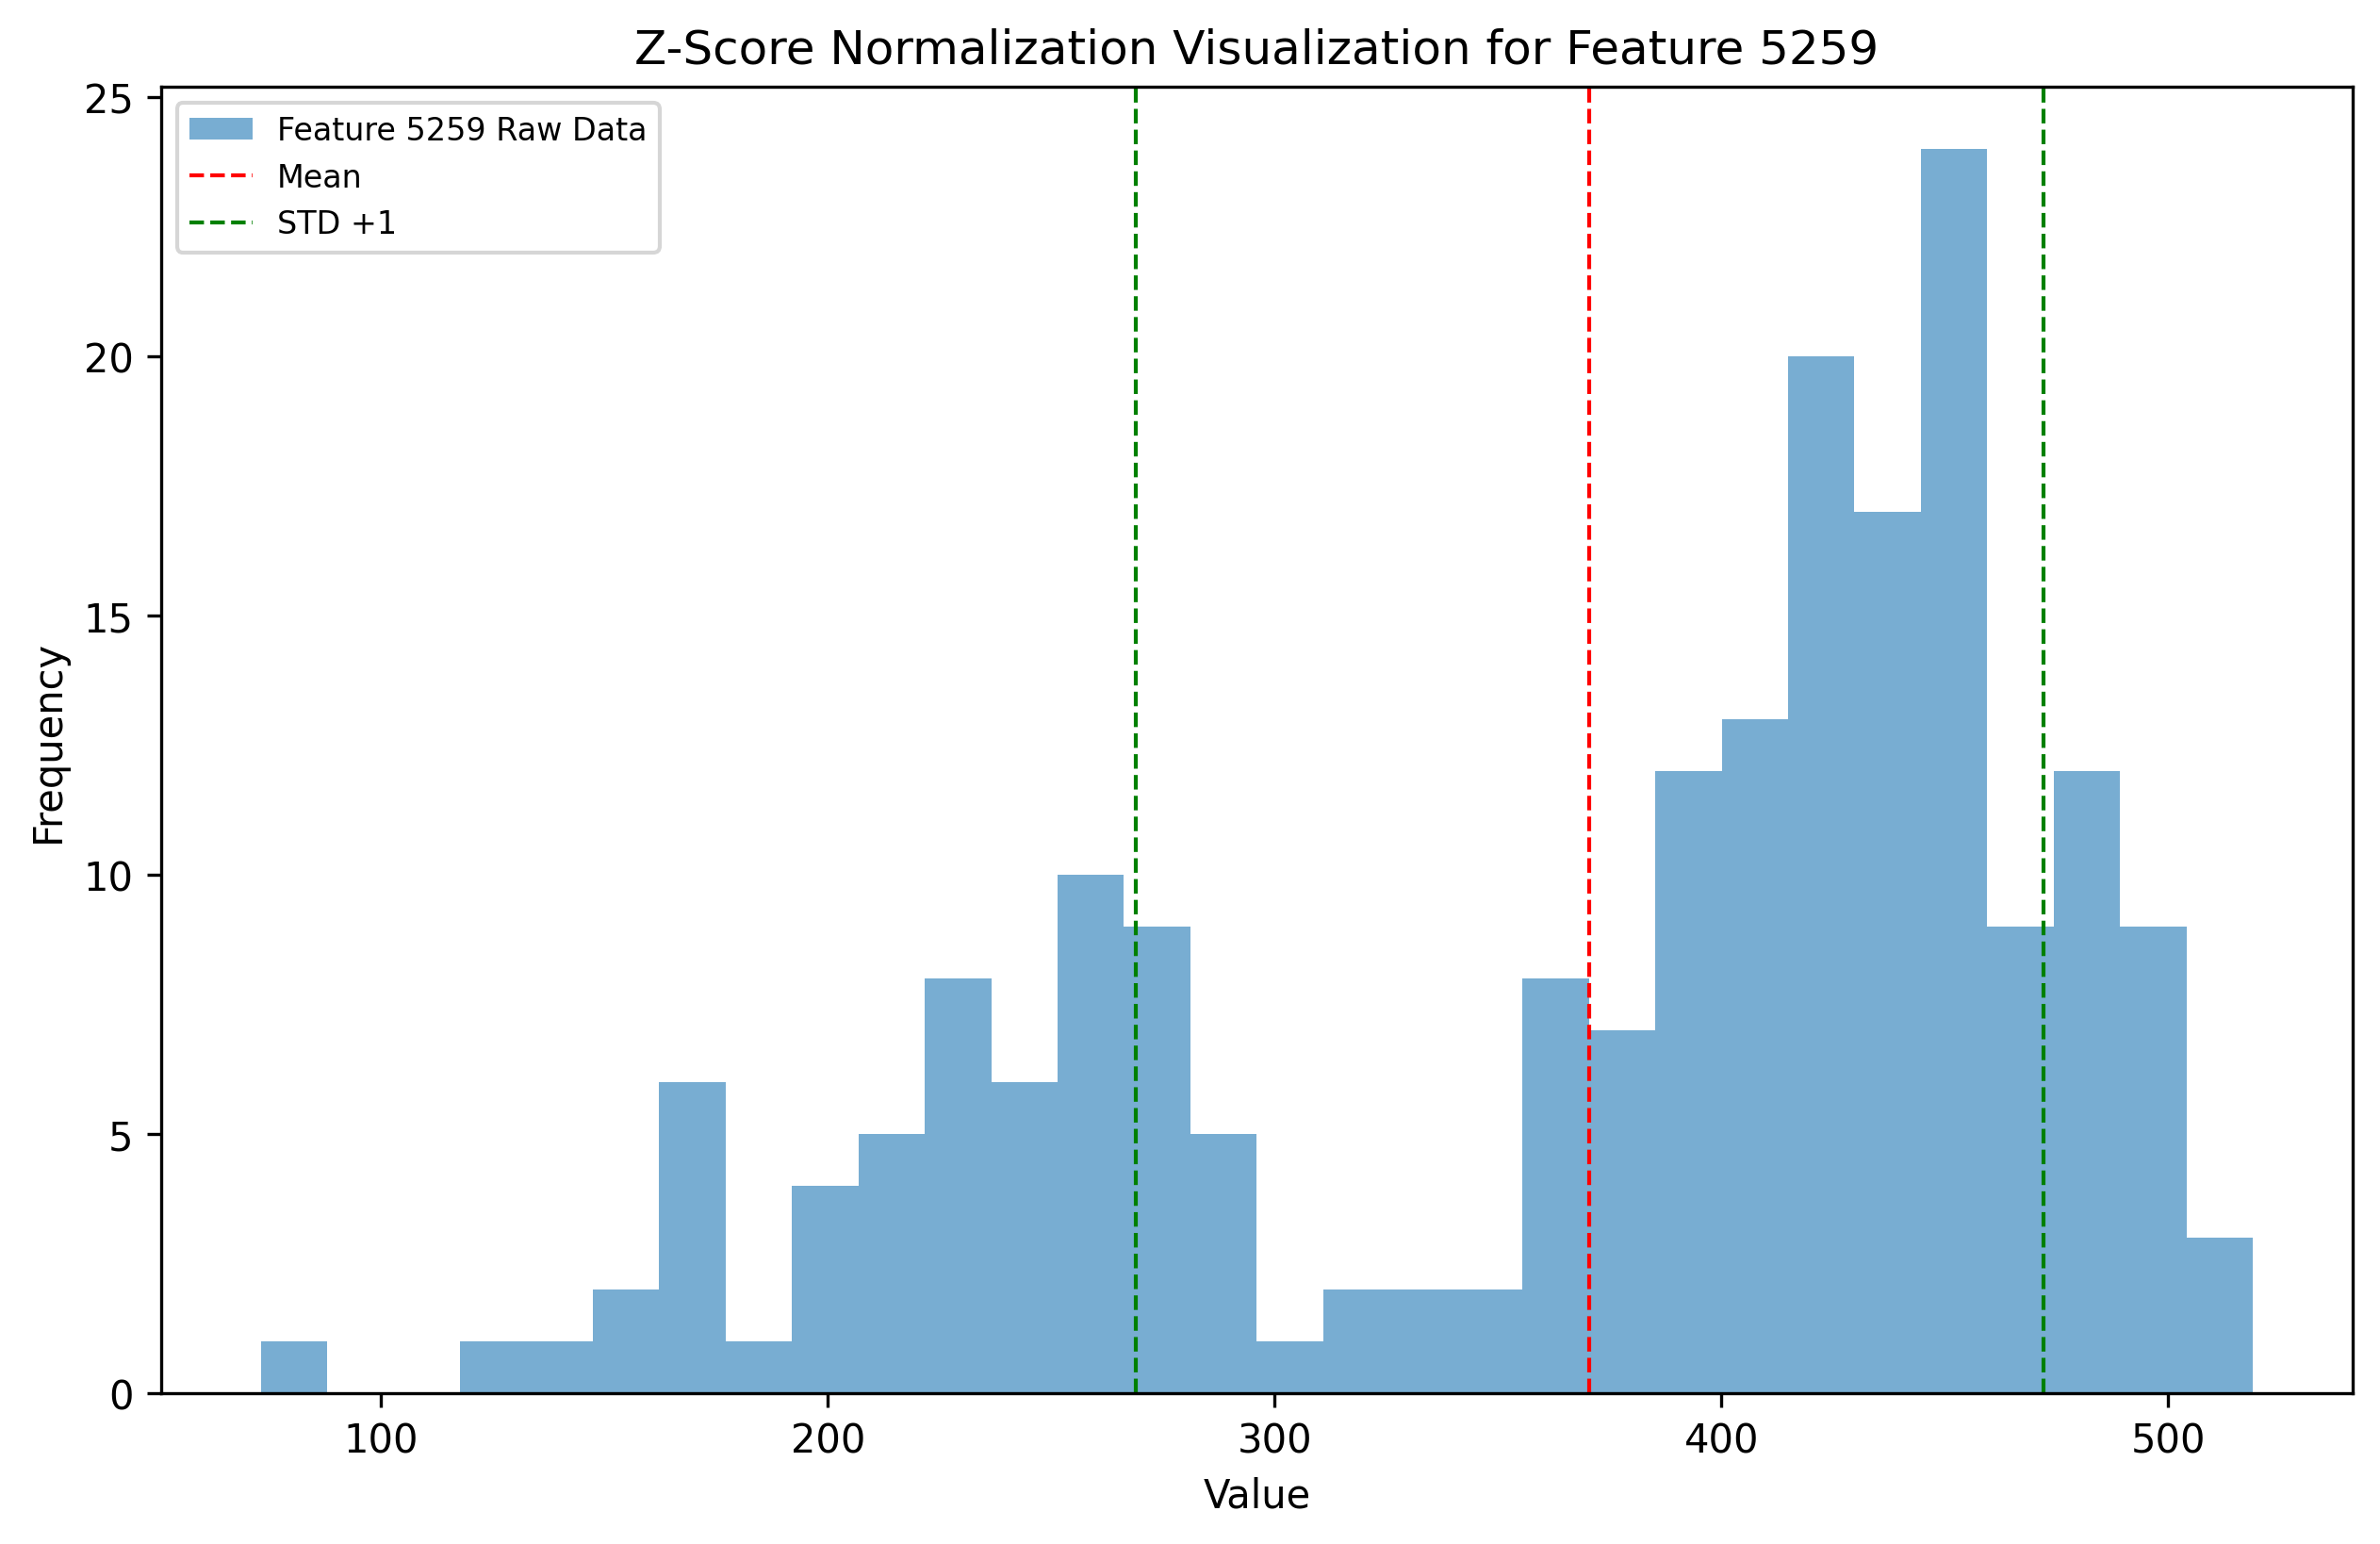 Z-Score Normalization Visualization for Feature 5259
25
20
15
10
5
0
Frequency
Feature 5259 Raw Data
Mean
STD +1
100 200 300 400 500
Value